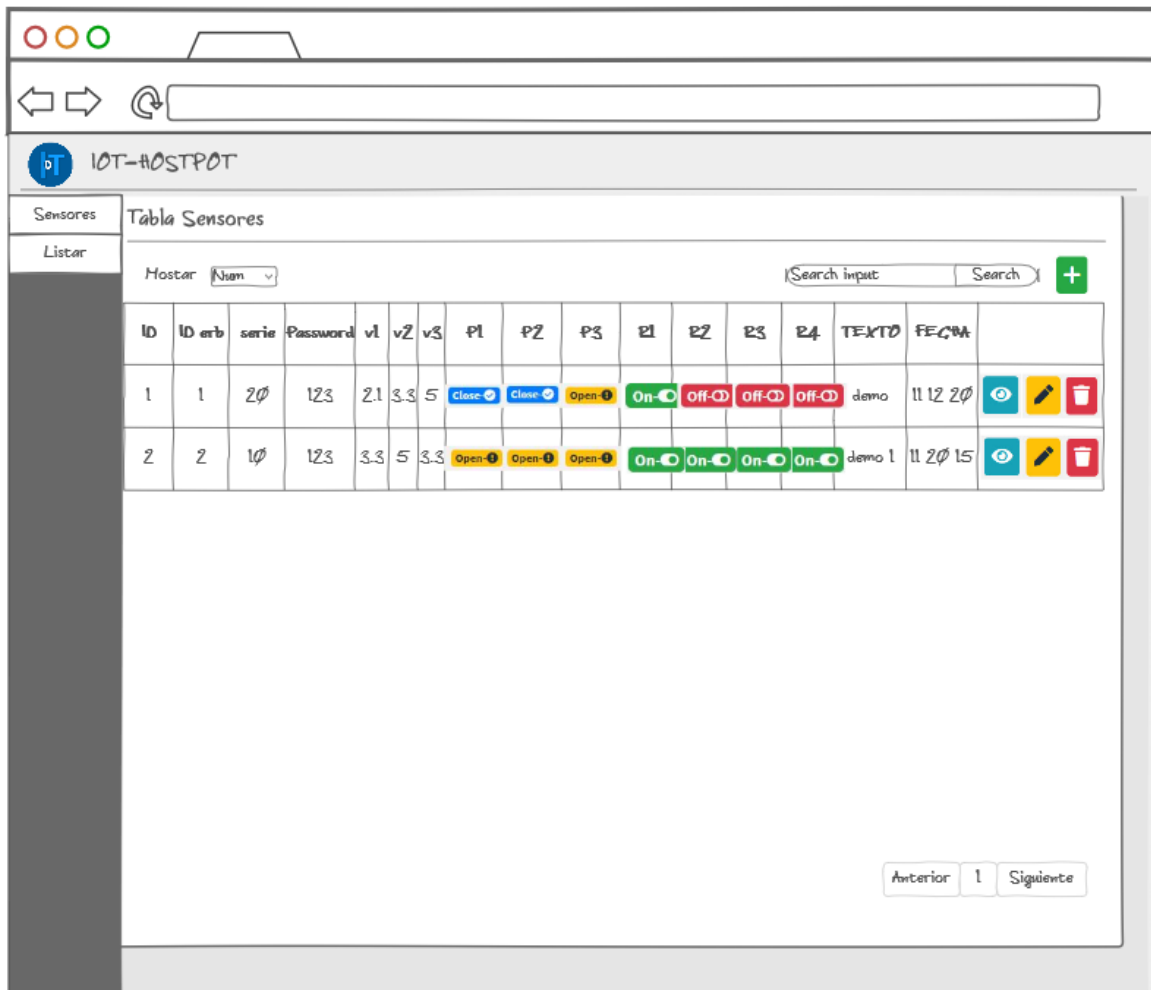 IOT IOT-HOSTPOT
Sensores
Listar
Tabla Sensores
Mostar Num Search input Search +
ID ID erb serie Password v1 v2 v3 P1 P2 P3 R1 R2 R3 R4 TEXTO FECHA
1 1 20 123 2.1 3.3 5 Close Close Open On Off Off Off demo 11 12 20
2 2 10 123 3.3 5 3.3 Open Open Open On On On On demo 1 11 20 15
Anterior 1 Siguiente